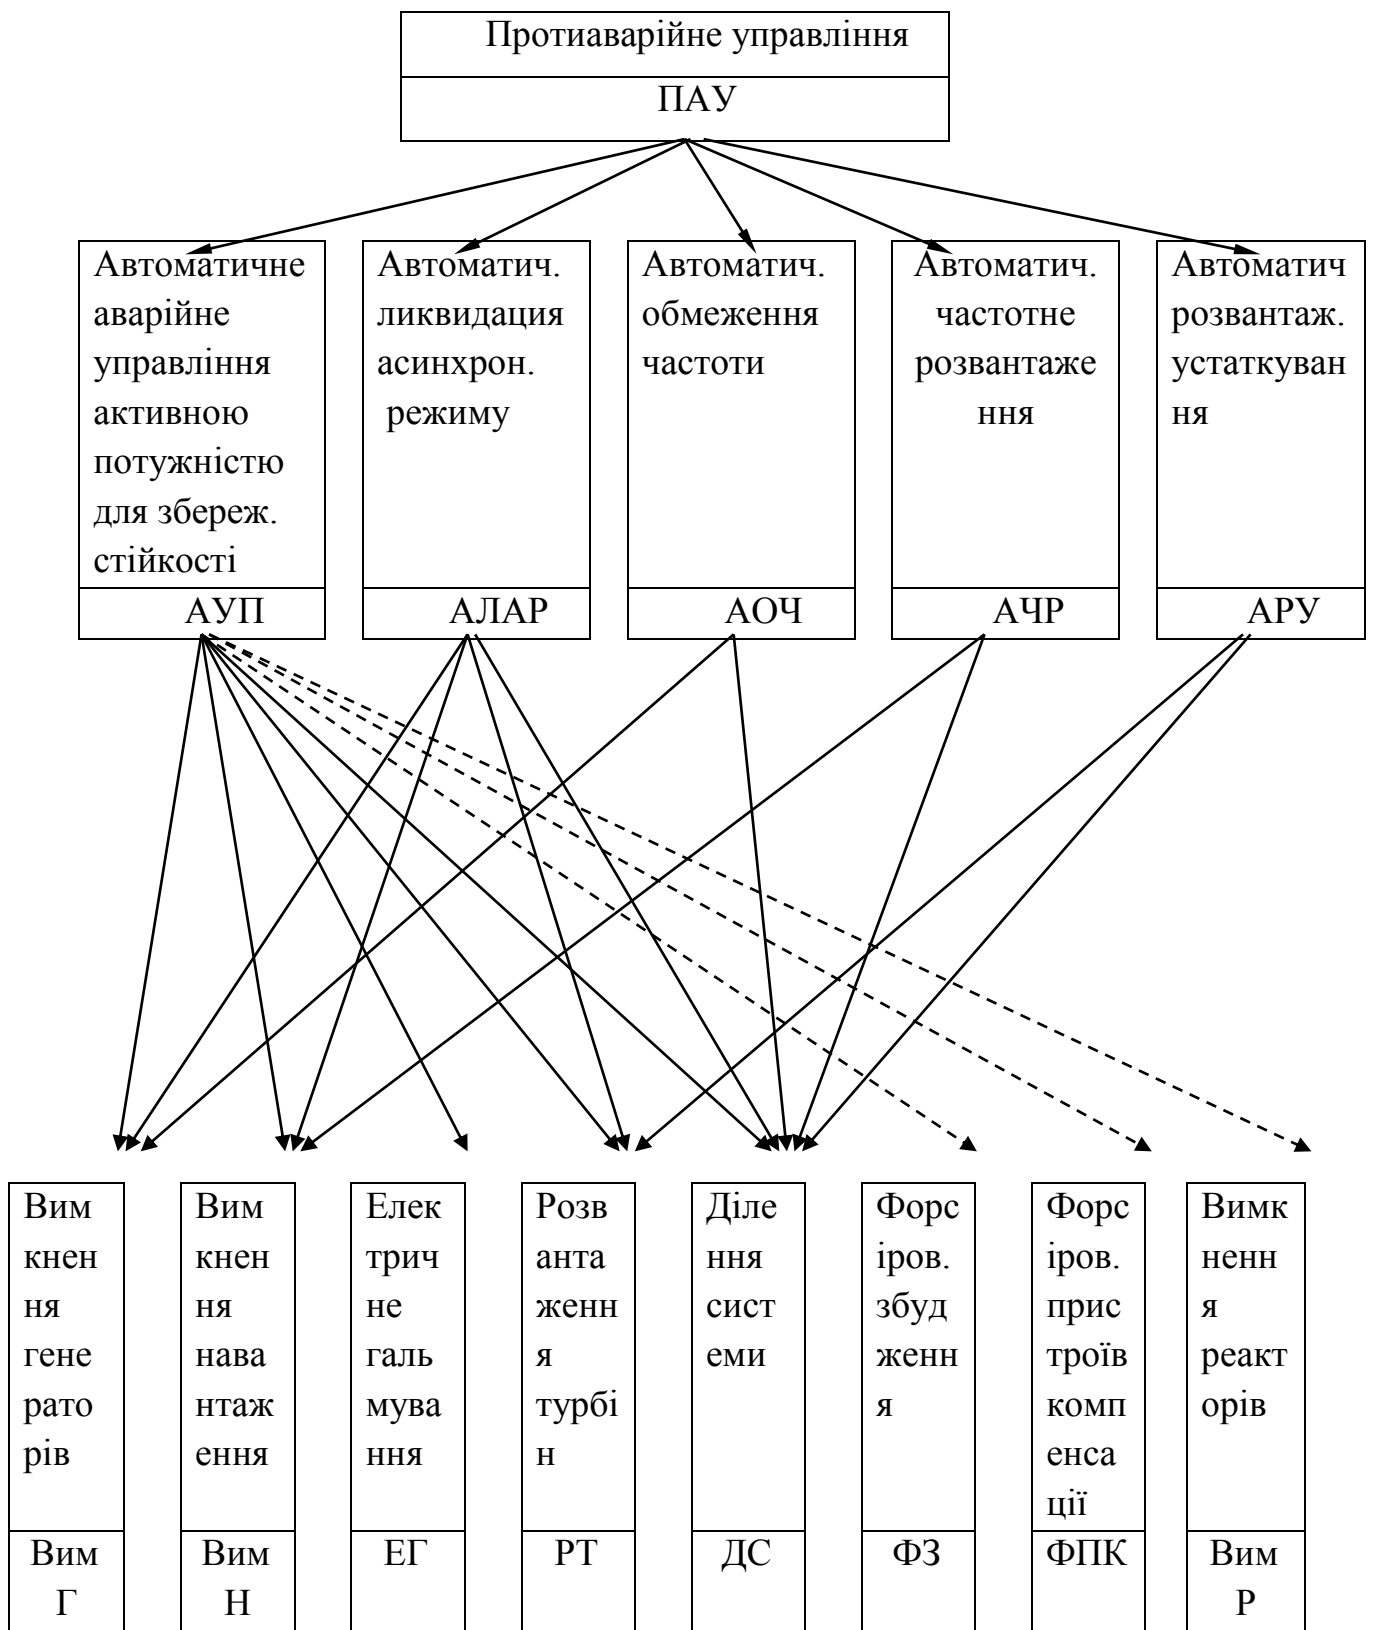 Протиаварійне управління
ПАУ
Автоматичне
аварійне
управління
активною
потужністю
для збереж.
стійкості
АУП
Автоматич.
ликвидация
асинхрон.
режиму
АЛАР
Автоматич.
обмеження
частоти
АОЧ
Автоматич.
частотне
розвантаже
ння
АЧР
Автоматич
розвантаж.
устаткуван
ня
АРУ
Вим
кнен
ня
гене
рато
рів
Вим
Г
Вим
кнен
ня
нава
нтаж
ення
Вим
Н
Елек
трич
не
галь
мува
ння
ЕГ
Розв
анта
женн
я
турбі
н
РТ
Діле
ння
сист
еми
ДС
Форс
іров.
збуд
женн
я
ФЗ
Форс
іров.
прис
троїв
комп
енса
ції
ФПК
Вимк
ненн
я
реакт
орів
Вим
Р